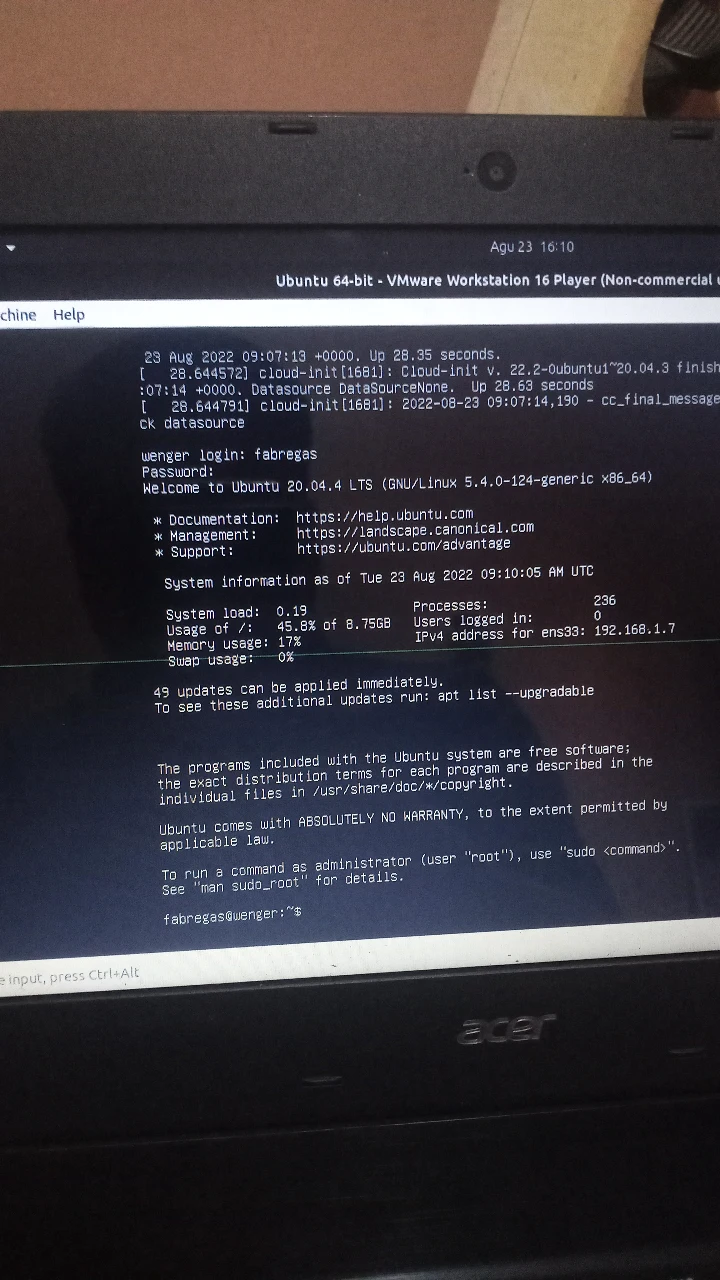 Agu 23 16:10
Ubuntu 64-bit - VMware Workstation 16 Player (Non-commercial
chine Help
23 Aug 2022 09:07:13 +0000. Up 28.35 seconds.
[   28.644572] cloud-init[1681]: Cloud-init v. 22.2-0ubuntu1~20.04.3 finish
:07:14 +0000. Datasource DataSourceNone.  Up 28.63 seconds
[   28.644791] cloud-init[1681]: 2022-08-23 09:07:14,190 - cc_final_message
ck datasource
wenger login: fabregas
Password:
Welcome to Ubuntu 20.04.4 LTS (GNU/Linux 5.4.0-124-generic x86_64)
* Documentation:  https://help.ubuntu.com
* Management:     https://landscape.canonical.com
* Support:        https://ubuntu.com/advantage
System information as of Tue 23 Aug 2022 09:10:05 AM UTC
System load:  0.19               Processes:               236
Usage of /:   45.8% of 8.75GB   Users logged in:         0
Memory usage: 17%                IPv4 address for ens33: 192.168.1.7
Swap usage:   0%
49 updates can be applied immediately.
To see these additional updates run: apt list --upgradable
The programs included with the Ubuntu system are free software;
the exact distribution terms for each program are described in the
individual files in /usr/share/doc/*/copyright.
Ubuntu comes with ABSOLUTELY NO WARRANTY, to the extent permitted by
applicable law.
To run a command as administrator (user "root"), use "sudo <command>".
See "man sudo_root" for details.
fabregas@wenger:~$
e input, press Ctrl+Alt
acer